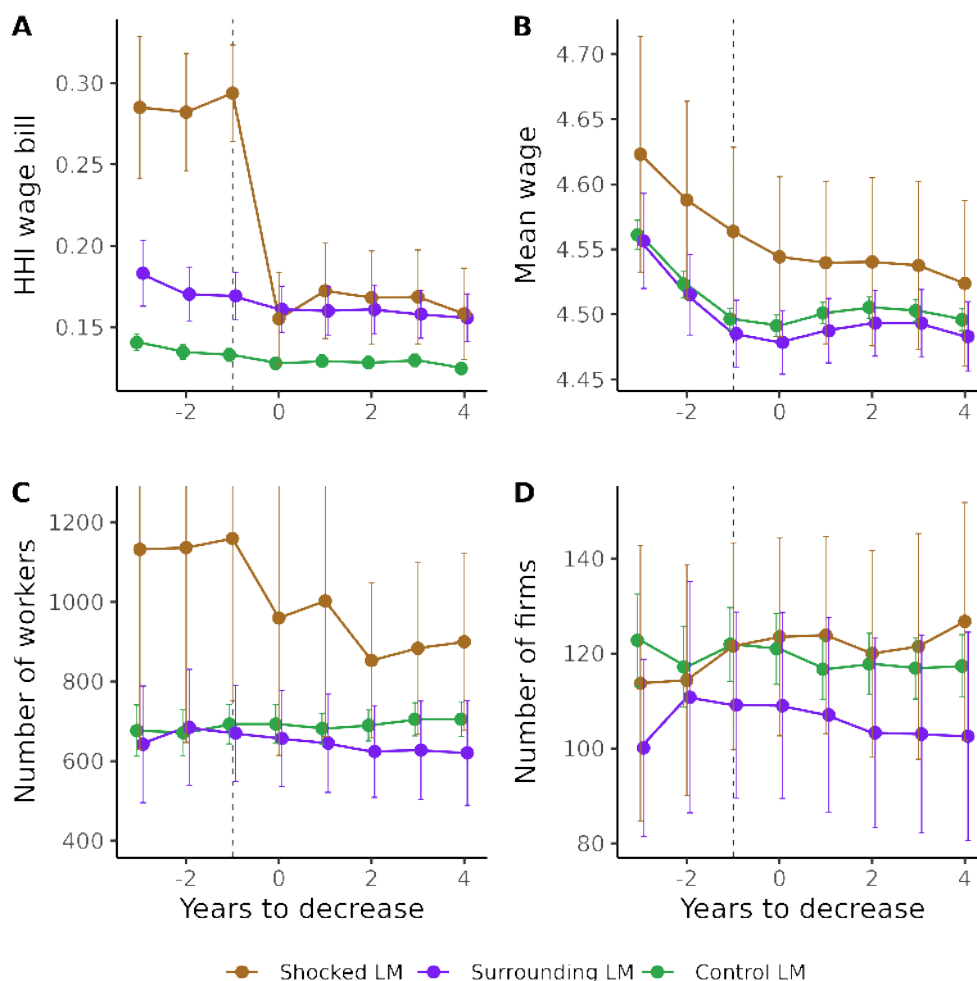 A
B
HHI wage bill
0.30
0.25
0.20
0.15
-2 0 2 4
Mean wage
4.70
4.65
4.60
4.55
4.50
4.45
-2 0 2 4
C
D
Number of workers
1200
1000
800
600
400
-2 0 2 4
Years to decrease
Number of firms
140
120
100
80
-2 0 2 4
Years to decrease
Shocked LM Surrounding LM Control LM